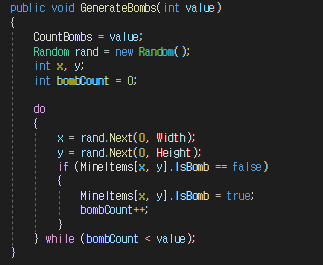 public void GenerateBombs(int value)
{
    CountBombs = value;
    Random rand = new Random();
    int x, y;
    int bombCount = 0;

    do
    {
        x = rand.Next(0, Width);
        y = rand.Next(0, Height);
        if (MineItems[x, y].IsBomb == false)
        {
            MineItems[x, y].IsBomb = true;
            bombCount++;
        }
    } while (bombCount < value);
}